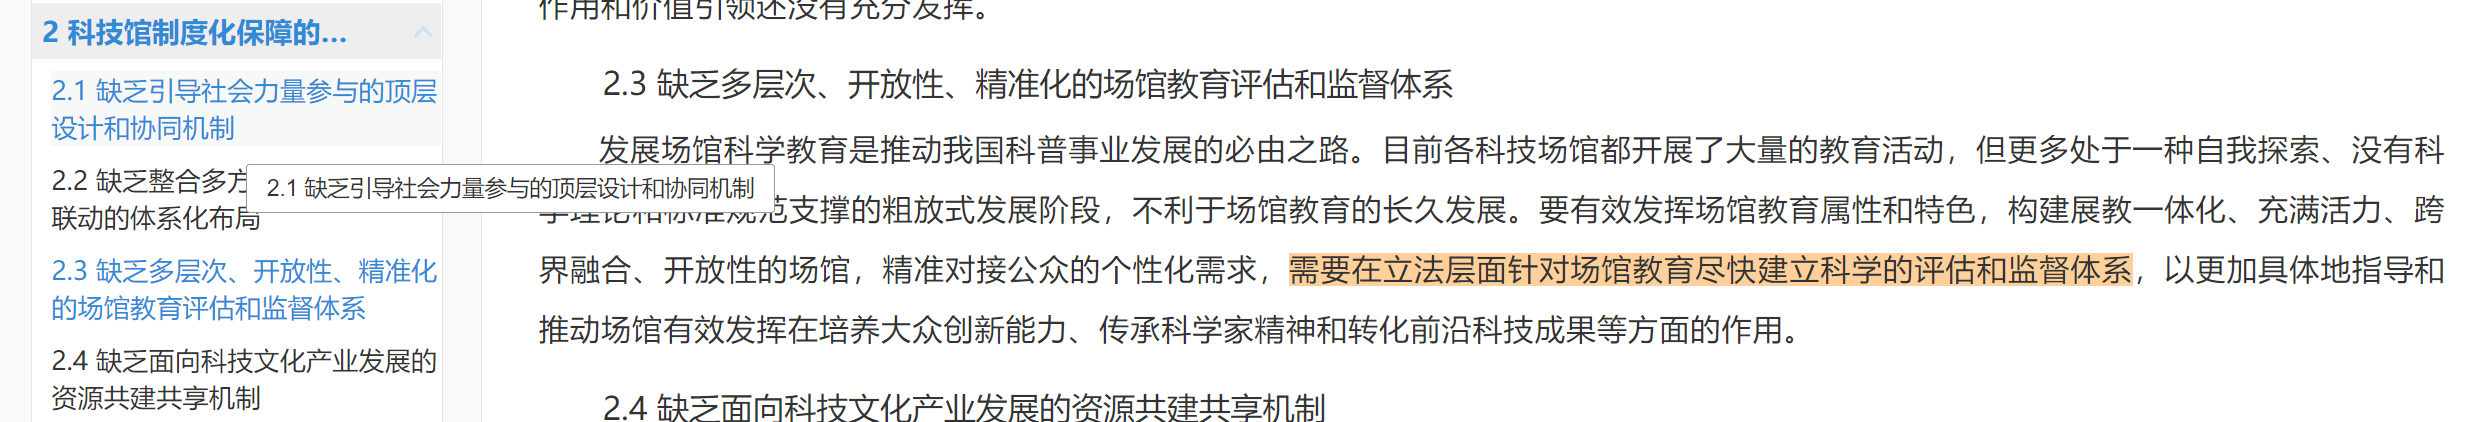 2 科技馆制度化保障的...
2.1 缺乏引导社会力量参与的顶层
设计和协同机制
2.2 缺乏整合多方
联动的体系化布局
2.3 缺乏多层次、开放性、精准化
的场馆教育评估和监督体系
2.4 缺乏面向科技文化产业发展的
资源共建共享机制
2.1 缺乏引导社会力量参与的顶层设计和协同机制
作用和价值引领还没有充分发挥。
2.3 缺乏多层次、开放性、精准化的场馆教育评估和监督体系
发展场馆科学教育是推动我国科普事业发展的必由之路。目前各科技场馆都开展了大量的教育活动，但更多处于一种自我探索、没有科
学理论和标准规范支撑的粗放式发展阶段，不利于场馆教育的长久发展。要有效发挥场馆教育属性和特色，构建展教一体化、充满活力、跨
界融合、开放性的场馆，精准对接公众的个性化需求，需要在立法层面针对场馆教育尽快建立科学的评估和监督体系，以更加具体地指导和
推动场馆有效发挥在培养大众创新能力、传承科学家精神和转化前沿科技成果等方面的作用。
2.4 缺乏面向科技文化产业发展的资源共建共享机制